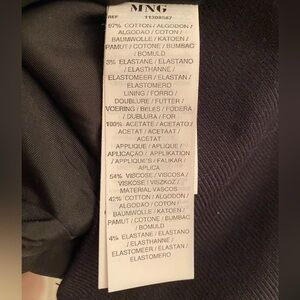 MNG
REF 11308587
97% COTTON / ALGODON /
ALGODAO / COTON /
BAUMWOLLE / KATOEN /
PAMUT / COTONE / BUMBAC
/ BOMULD
3% ELASTANE / ELASTANO
/ ELASTHANNE /
ELASTOMEER / ELASTAN /
ELASTOMERO
LINING / FORRO /
DOUBLURE / FUTTER /
VOERING / BELES / FODERA
/ DUBLURA / FOR
100% ACETATE / ACETATO /
ACETAT / ACETAAT /
ACETAT
APPLIQUE / APLIQUE /
APLICAÇAO / APPLIKATION
/ APPLICATIES / FALIKAR /
APLICA
54% VISCOSE / VISCOSA /
VISKOSE / VISZKOZ /
MATERIAL VASCOS
42% COTTON / ALGODON /
ALGODAO / COTON /
BAUMWOLLE / KATOEN /
PAMUT / COTONE / BUMBAC
/ BOMULD
4% ELASTANE / ELASTANO
/ ELASTHANNE /
ELASTOMEER / ELASTAN /
ELASTOMERO